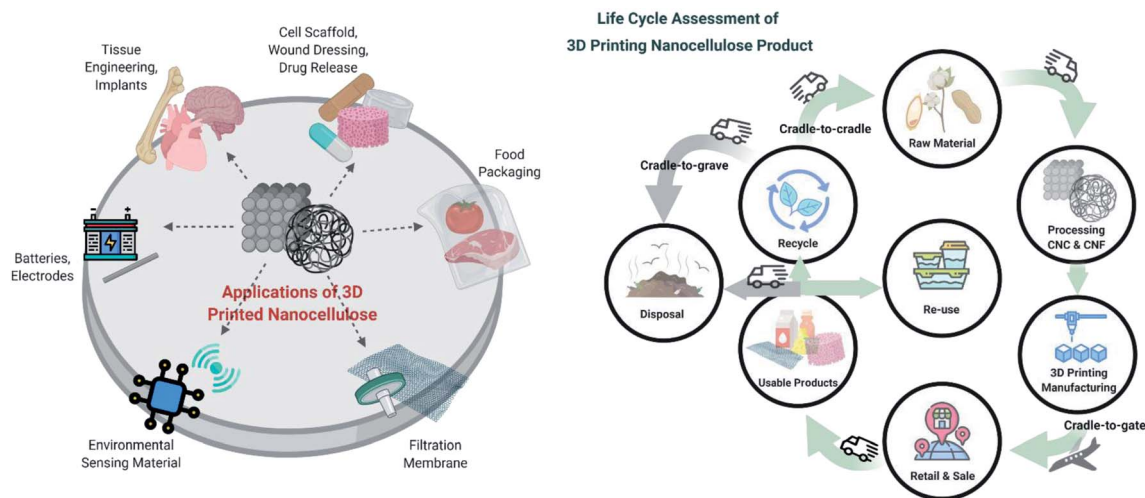 Tissue
Engineering,
Implants
Cell Scaffold,
Wound Dressing,
Drug Release
Food
Packaging
Batteries,
Electrodes
Applications of 3D
Printed Nanocellulose
Environmental
Sensing Material
Filtration
Membrane
Life Cycle Assessment of
3D Printing Nanocellulose Product
Cradle-to-cradle
Raw Material
Cradle-to-grave
Recycle
Processing
CNC & CNF
Disposal
Re-use
Usable Products
3D Printing
Manufacturing
Cradle-to-gate
Retail & Sale